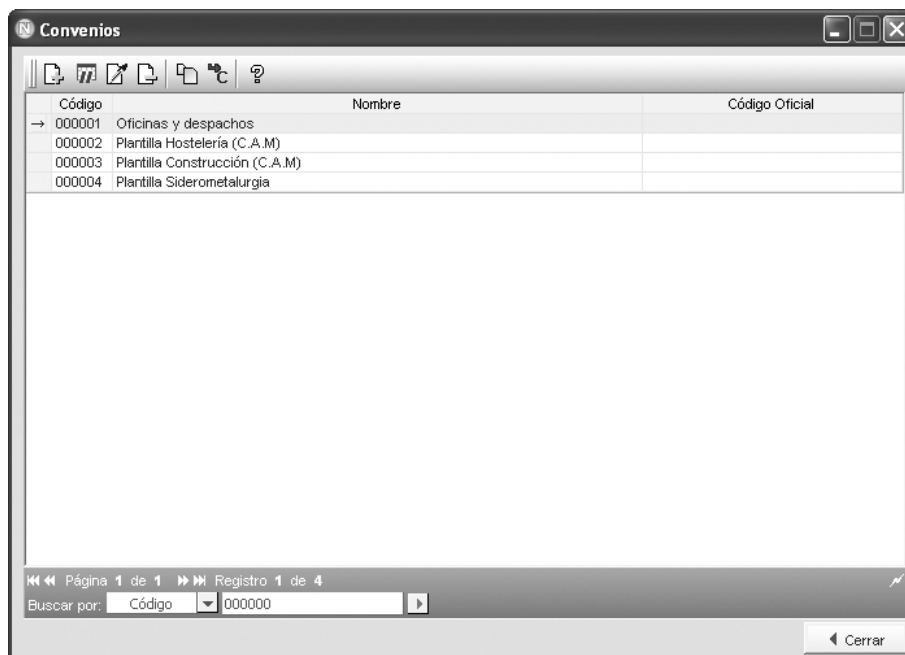 Convenios
Código Nombre Código Oficial
→ 000001 Oficinas y despachos
000002 Plantilla Hostelería (C.A.M)
000003 Plantilla Construcción (C.A.M)
000004 Plantilla Siderometalurgia
Página 1 de 1 Registro 1 de 4
Buscar por: Código 000000
Cerrar